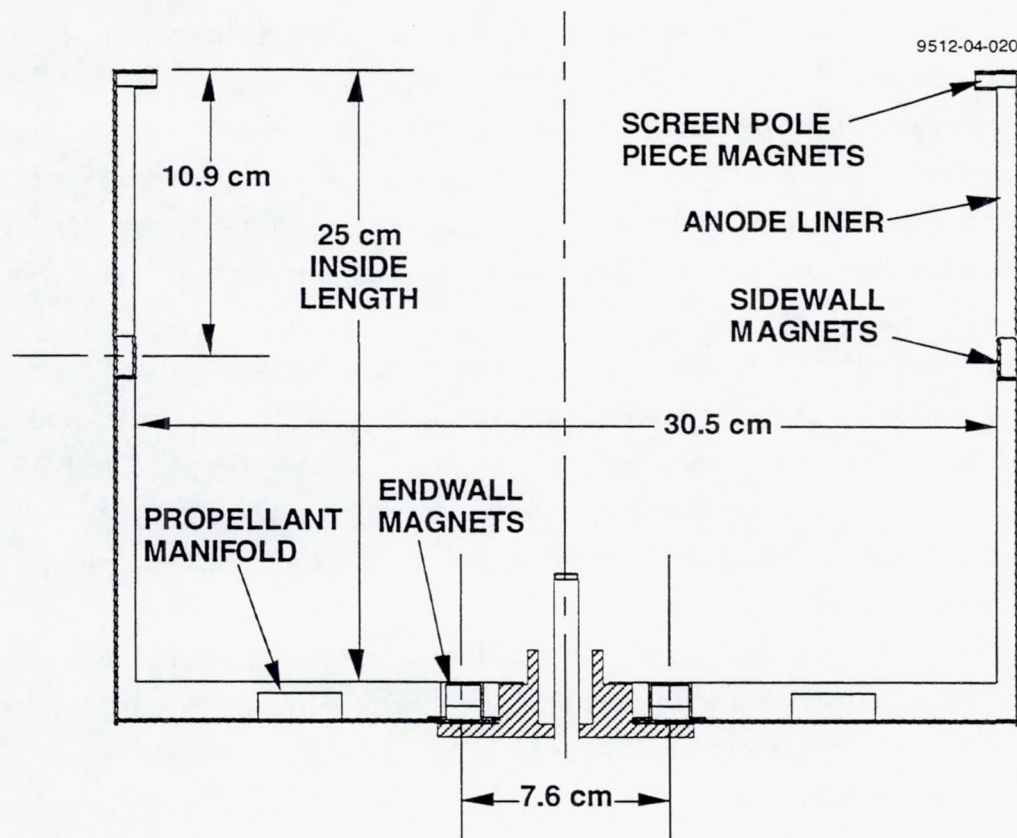 9512-04-020
SCREEN POLE
PIECE MAGNETS
10.9 cm
25 cm
INSIDE
LENGTH
ANODE LINER
SIDEWALL
MAGNETS
30.5 cm
ENDWALL
MAGNETS
PROPELLANT
MANIFOLD
7.6 cm